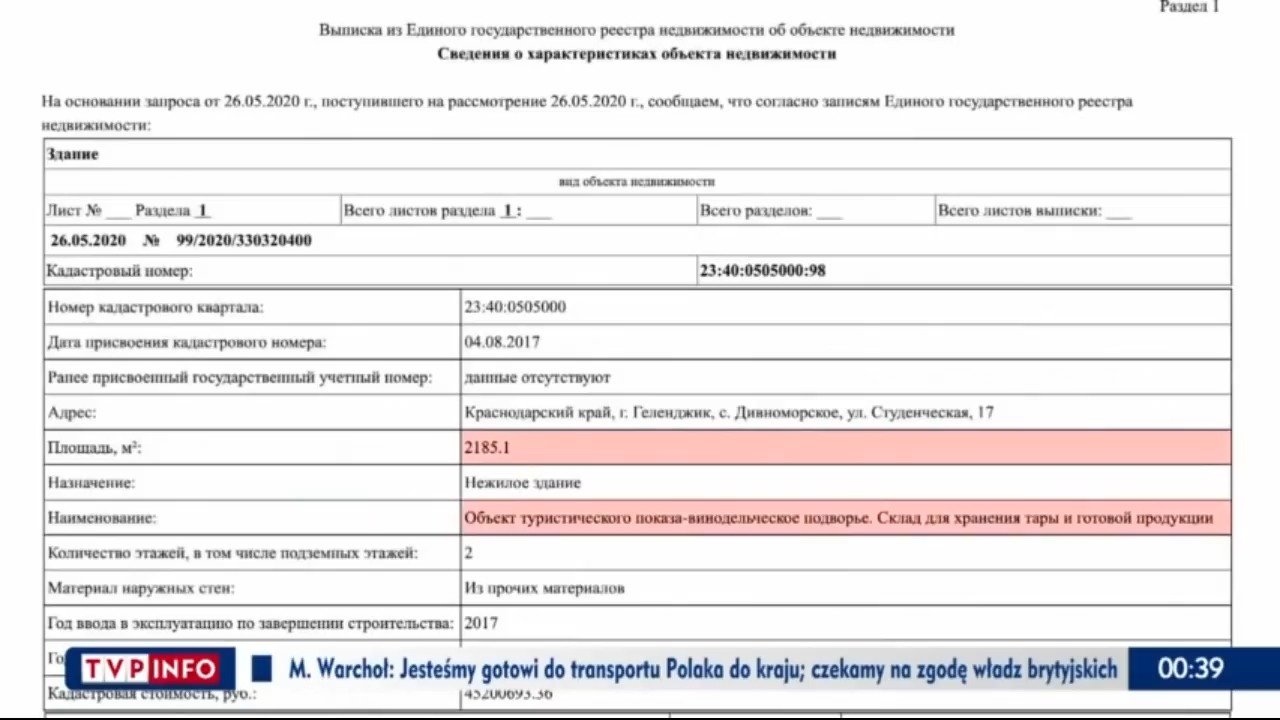 Раздел 1
Выписка из Единого государственного реестра недвижимости об объекте недвижимости
Сведения о характеристиках объекта недвижимости
На основании запроса от 26.05.2020 г., поступившего на рассмотрение 26.05.2020 г., сообщаем, что согласно записям Единого государственного реестра
недвижимости:
Здание
вид объекта недвижимости
Лист № ___ Раздела 1 Всего листов раздела 1 : ___ Всего разделов: ___ Всего листов выписки: ___
26.05.2020 № 99/2020/330320400
Кадастровый номер: 23:40:0505000:98
Номер кадастрового квартала: 23:40:0505000
Дата присвоения кадастрового номера: 04.08.2017
Ранее присвоенный государственный учетный номер: данные отсутствуют
Адрес: Краснодарский край, г. Геленджик, с. Дивноморское, ул. Студенческая, 17
Площадь, м²: 2185.1
Назначение: Нежилое здание
Наименование: Объект туристического показа-винодельческое подворье. Склад для хранения тары и готовой продукции
Количество этажей, в том числе подземных этажей: 2
Материал наружных стен: Из прочих материалов
Год ввода в эксплуатацию по завершении строительства: 2017
TVP INFO M. Warchoł: Jesteśmy gotowi do transportu Polaka do kraju; czekamy na zgodę władz brytyjskich 00:39
Кадастровая стоимость, руб.: 45200693.36